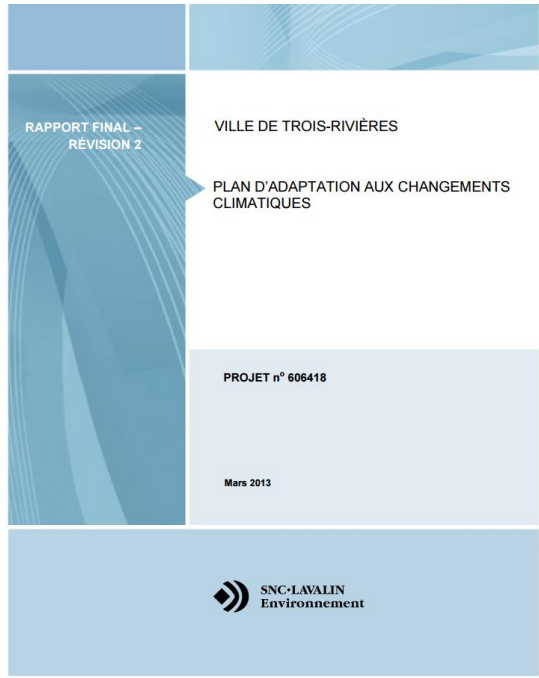 RAPPORT FINAL –
RÉVISION 2
VILLE DE TROIS-RIVIÈRES
PLAN D'ADAPTATION AUX CHANGEMENTS
CLIMATIQUES
PROJET nº 606418
Mars 2013
SNC•LAVALIN
Environnement